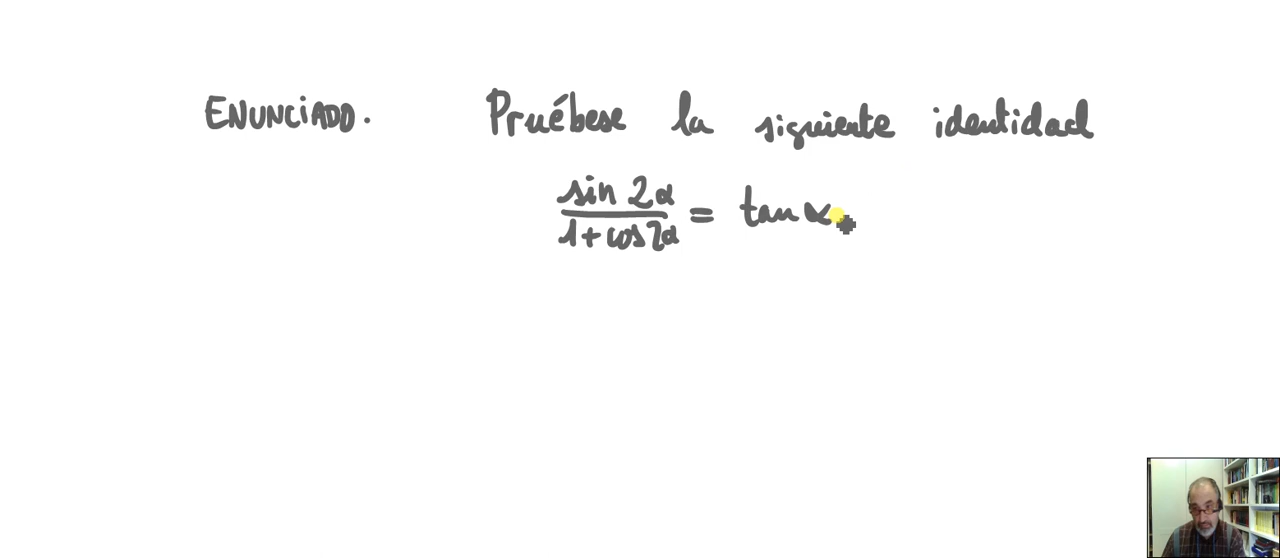 ENUNCIADO. Pruébese la siguiente identidad
sin 2α / 1 + cos 2α = tan α